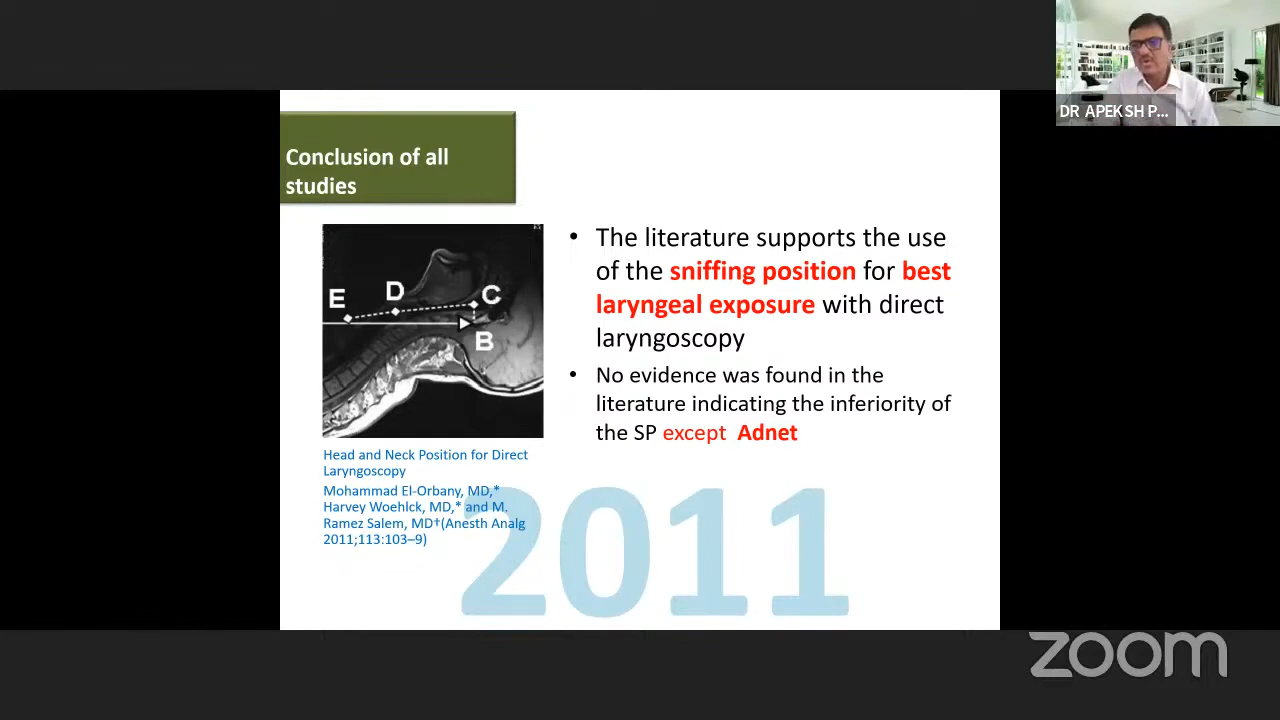 DR APEKSH P...
Conclusion of all
studies
E
D
C
B
Head and Neck Position for Direct
Laryngoscopy
Mohammad El-Orbany, MD,*
Harvey Woehlck, MD,* and M.
Ramez Salem, MD†(Anesth Analg
2011;113:103–9)
• The literature supports the use
of the sniffing position for best
laryngeal exposure with direct
laryngoscopy
• No evidence was found in the
literature indicating the inferiority of
the SP except Adnet
2011
zoom